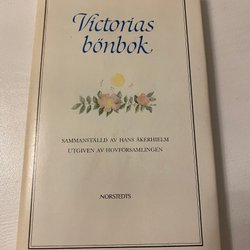 Victorias
bönbok
SAMMANSTÄLLD AV HANS ÅKERHIELM
UTGIVEN AV HOVFÖRSAMLINGEN
NORSTEDTS